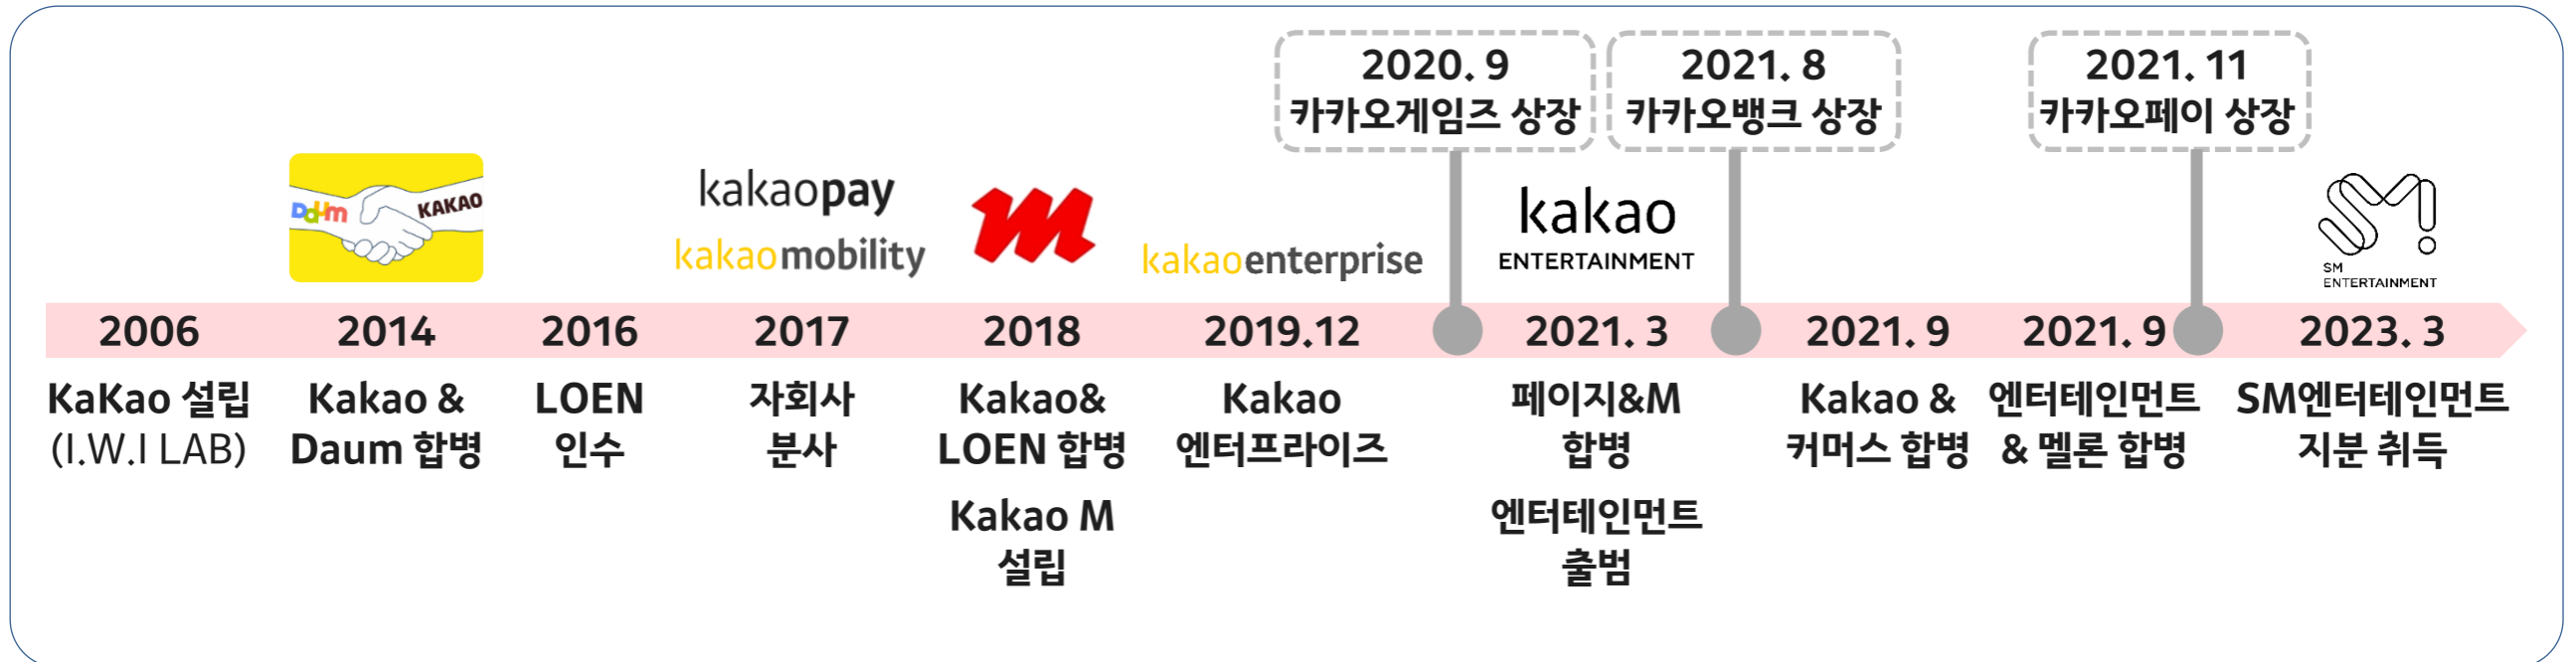 2020. 9
카카오게임즈 상장
2021. 8
카카오뱅크 상장
2021. 11
카카오페이 상장
Daum
KAKAO
kakaopay
kakaomobility
m
kakaoenterprise
kakao
ENTERTAINMENT
SM
ENTERTAINMENT
2006
KaKao 설립
(I.W.I LAB)
2014
Kakao &
Daum 합병
2016
LOEN
인수
2017
자회사
분사
2018
Kakao&
LOEN 합병
Kakao M
설립
2019.12
Kakao
엔터프라이즈
2021. 3
페이지&M
합병
엔터테인먼트
출범
2021. 9
Kakao &
커머스 합병
2021. 9
엔터테인먼트
& 멜론 합병
2023. 3
SM엔터테인먼트
지분 취득